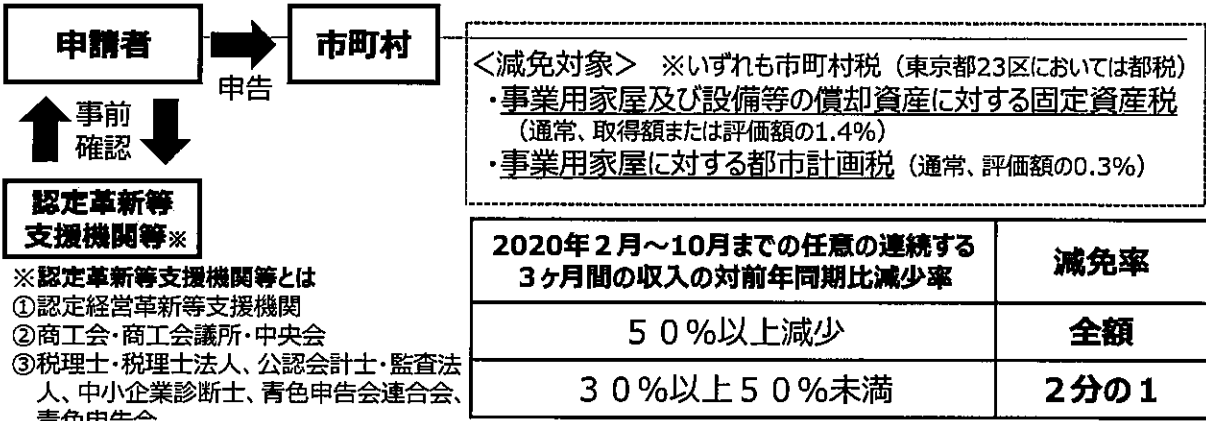 申請者
市町村
申告
事前
確認
認定革新等
支援機関等※
※認定革新等支援機関等とは
①認定経営革新等支援機関
②商工会・商工会議所・中央会
③税理士・税理士法人、公認会計士・監査法
人、中小企業診断士、青色申告会連合会、
青色申告会
<減免対象> ※いずれも市町村税（東京都23区においては都税）
・事業用家屋及び設備等の償却資産に対する固定資産税
（通常、取得額または評価額の1.4%）
・事業用家屋に対する都市計画税（通常、評価額の0.3%）
2020年2月～10月までの任意の連続する
3ヶ月間の収入の対前年同期比減少率
減免率
50%以上減少
全額
30%以上50%未満
2分の1